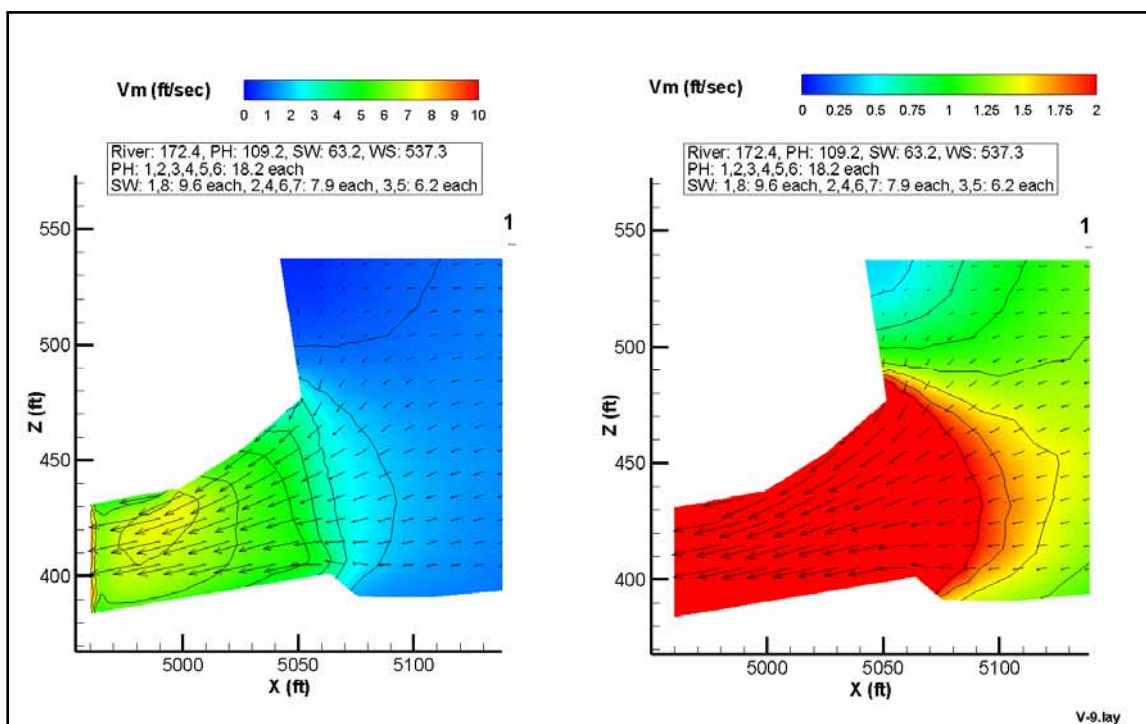 Vm (ft/sec)
0 1 2 3 4 5 6 7 8 9 10
River: 172.4, PH: 109.2, SW: 63.2, WS: 537.3
PH: 1,2,3,4,5,6: 18.2 each
SW: 1,8: 9.6 each, 2,4,6,7: 7.9 each, 3,5: 6.2 each
1
550
500
450
400
Z (ft)
5000 5050 5100
X (ft)
Vm (ft/sec)
0 0.25 0.5 0.75 1 1.25 1.5 1.75 2
River: 172.4, PH: 109.2, SW: 63.2, WS: 537.3
PH: 1,2,3,4,5,6: 18.2 each
SW: 1,8: 9.6 each, 2,4,6,7: 7.9 each, 3,5: 6.2 each
1
550
500
450
400
Z (ft)
5000 5050 5100
X (ft)
V-9.lay